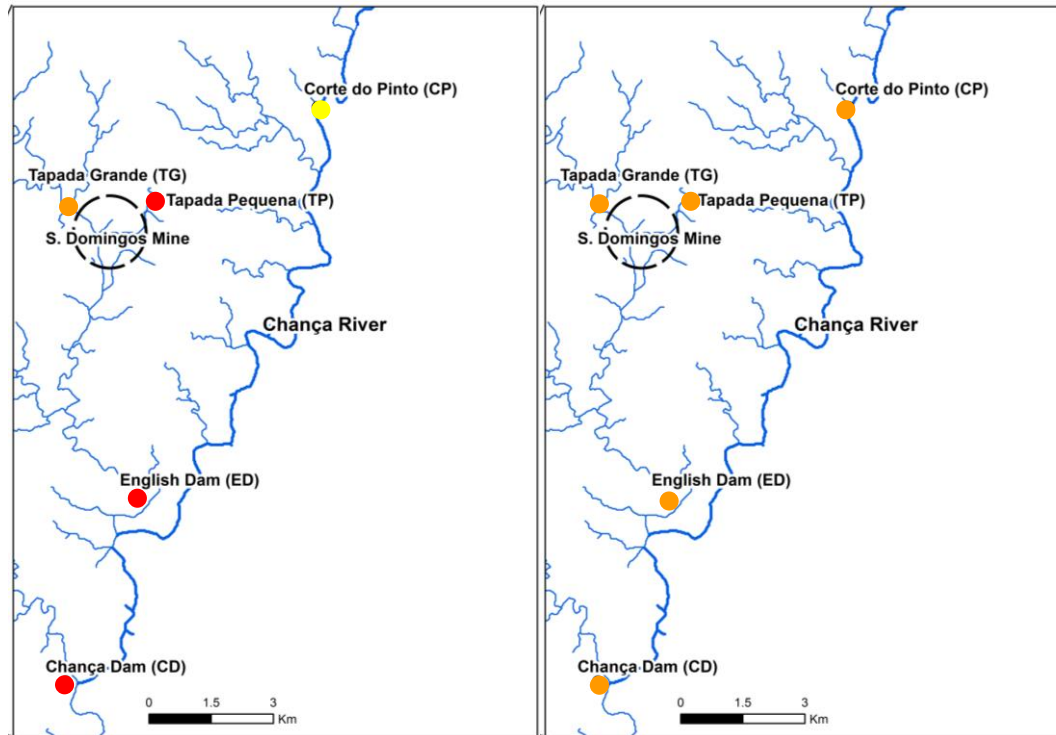 Corte do Pinto (CP)
Tapada Grande (TG)
Tapada Pequena (TP)
S. Domingos Mine
Chança River
English Dam (ED)
Chança Dam (CD)
0 1.5 3
Km
Corte do Pinto (CP)
Tapada Grande (TG)
Tapada Pequena (TP)
S. Domingos Mine
Chança River
English Dam (ED)
Chança Dam (CD)
0 1.5 3
Km